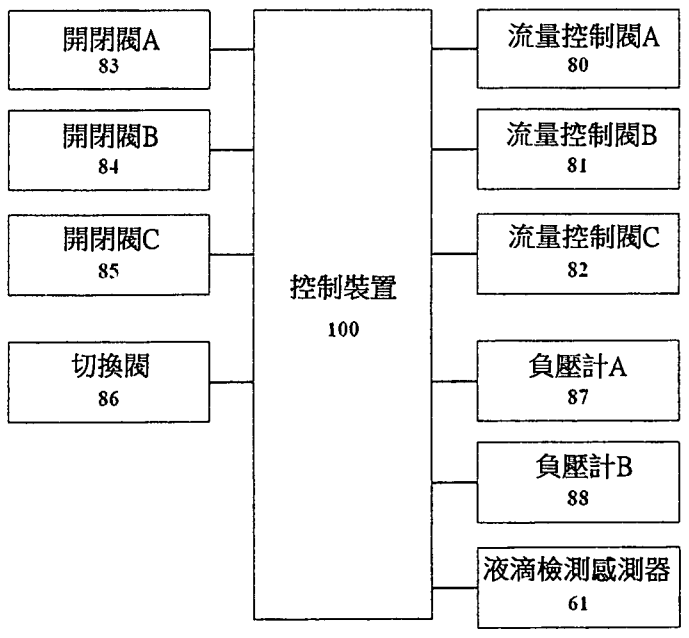 開閉閥A
83
開閉閥B
84
開閉閥C
85
切換閥
86
控制裝置
100
流量控制閥A
80
流量控制閥B
81
流量控制閥C
82
負壓計A
87
負壓計B
88
液滴檢測感測器
61